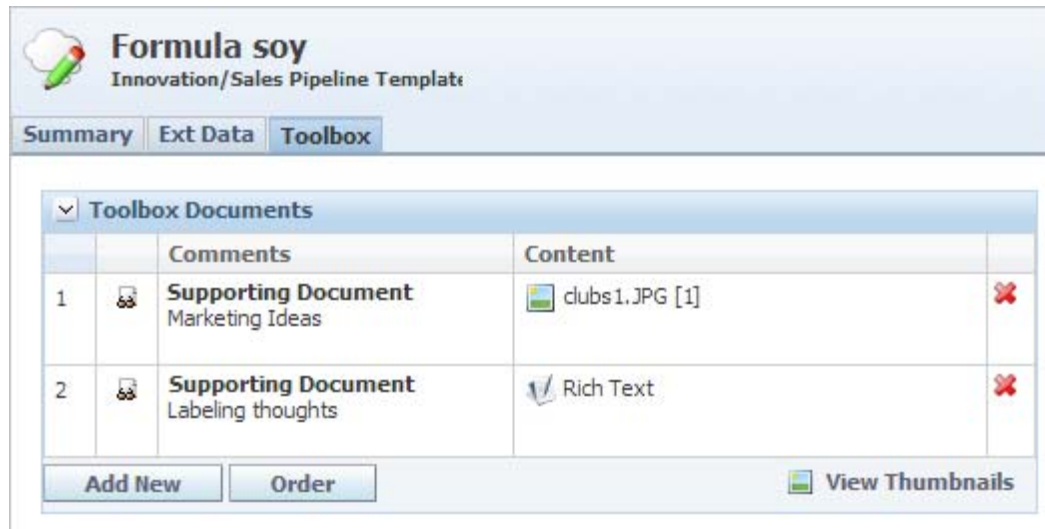 Formula soy
Innovation/Sales Pipeline Template
Summary Ext Data Toolbox
Toolbox Documents
Comments Content
1 Supporting Document clubs1.JPG [1]
Marketing Ideas
2 Supporting Document Rich Text
Labeling thoughts
Add New Order View Thumbnails